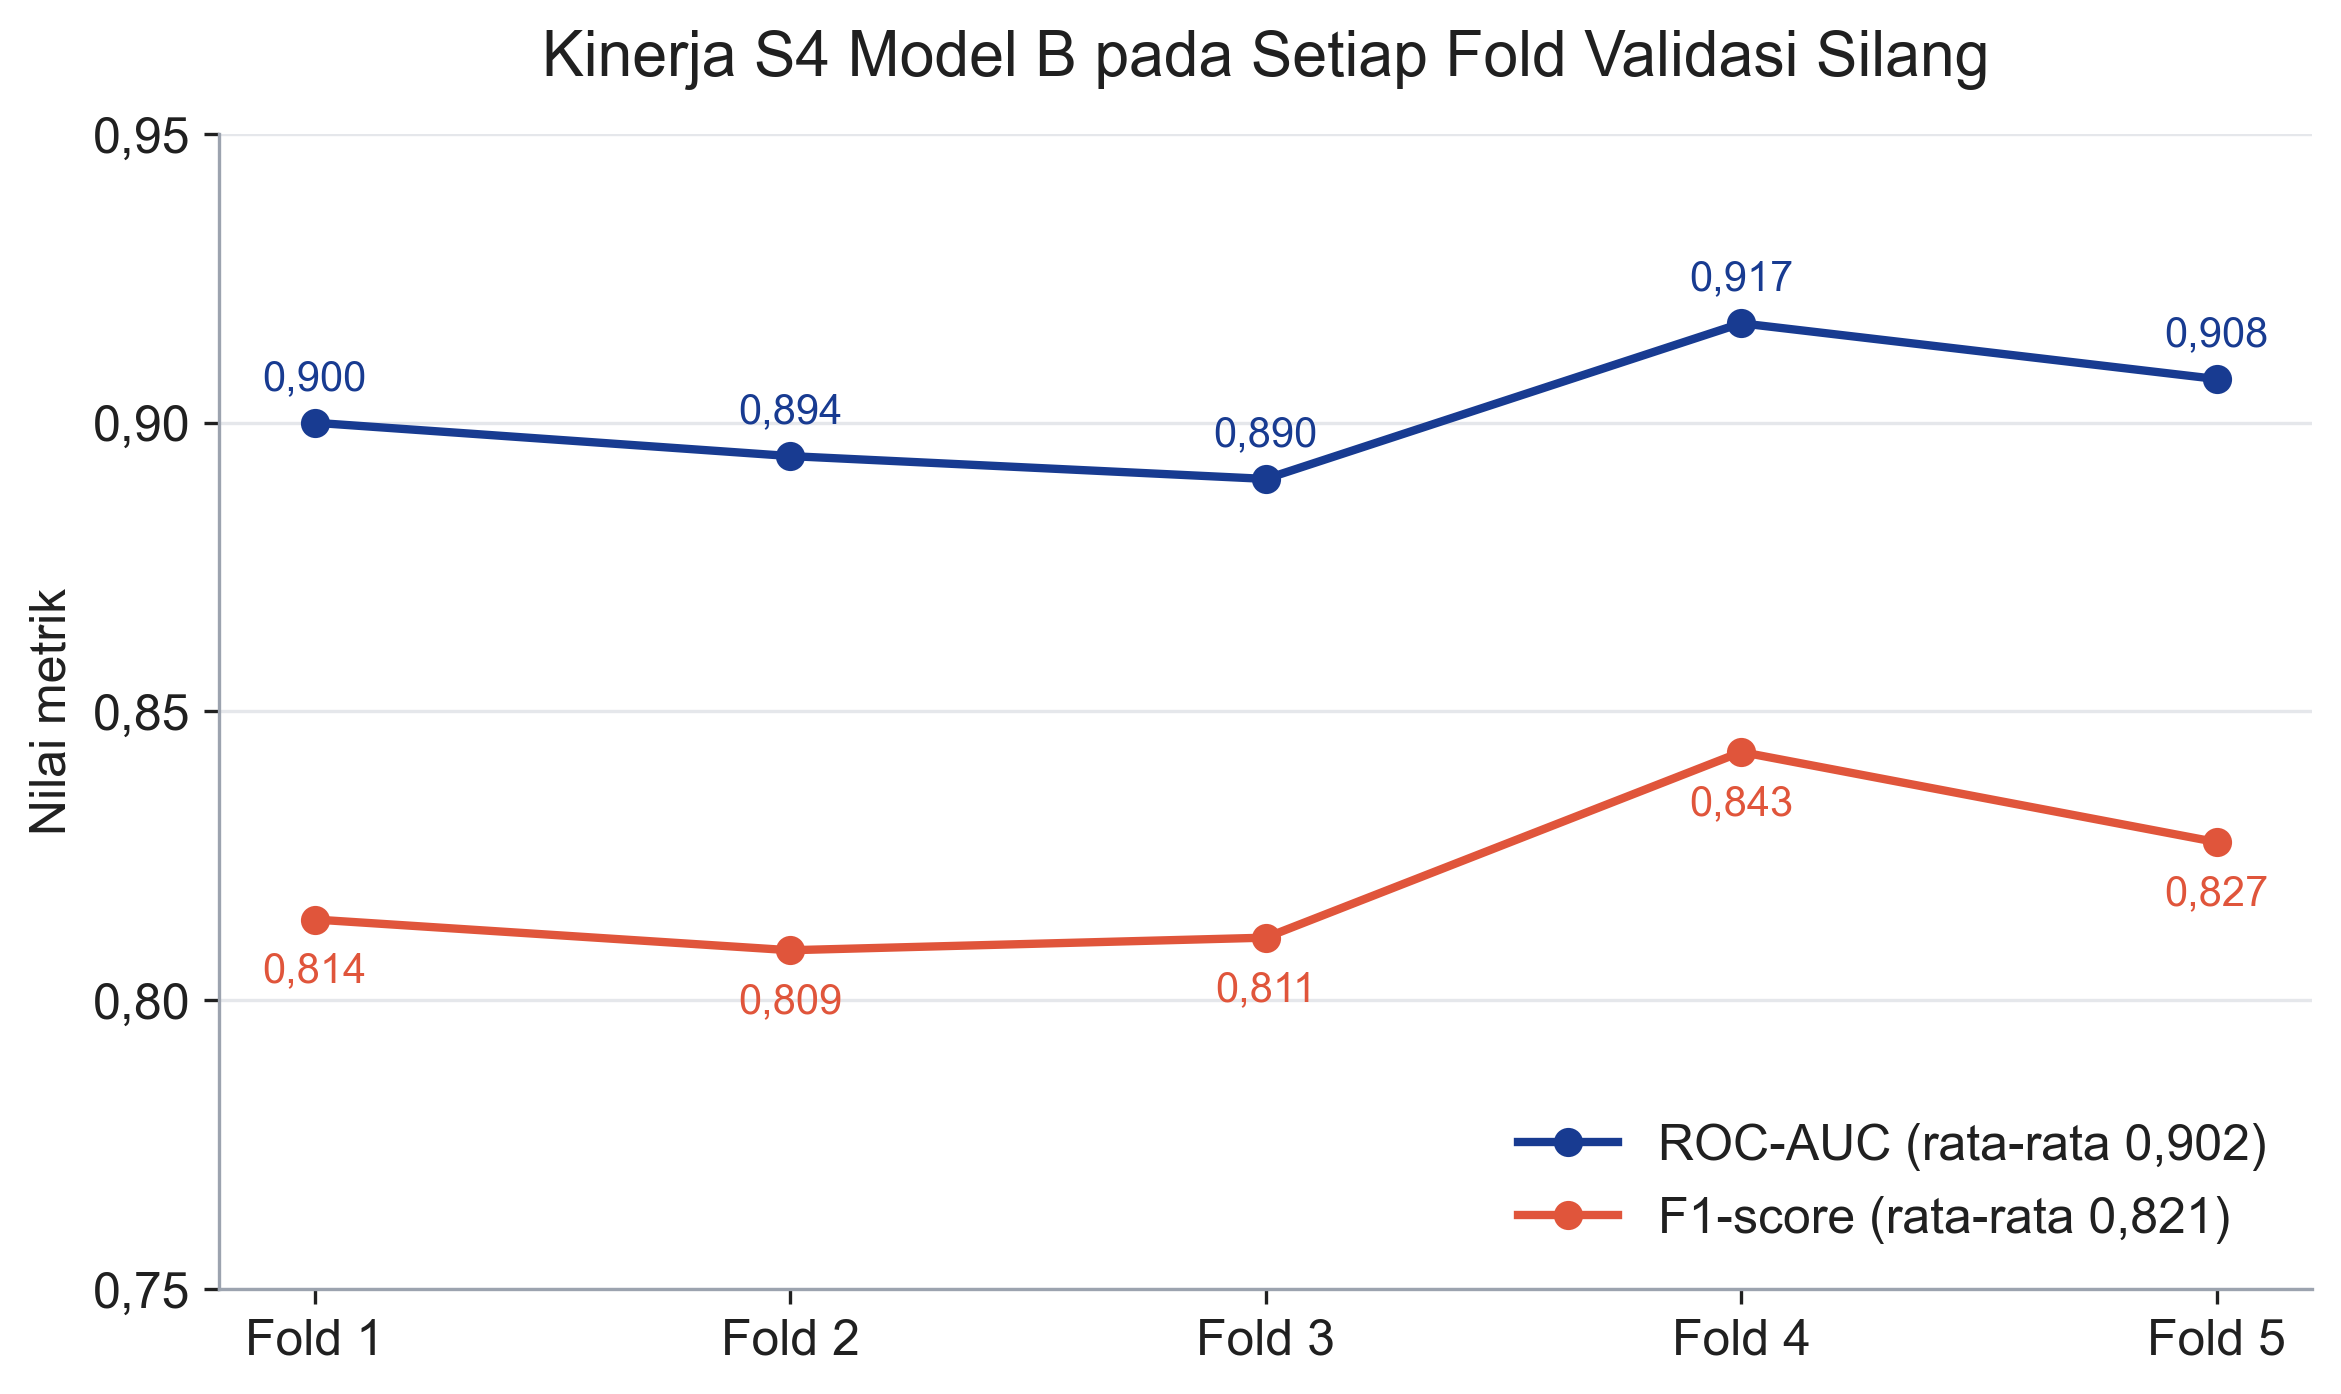 Kinerja S4 Model B pada Setiap Fold Validasi Silang
Nilai metrik
0,95
0,90
0,85
0,80
0,75
0,900
0,894
0,890
0,917
0,908
0,814
0,809
0,811
0,843
0,827
ROC-AUC (rata-rata 0,902)
F1-score (rata-rata 0,821)
Fold 1
Fold 2
Fold 3
Fold 4
Fold 5